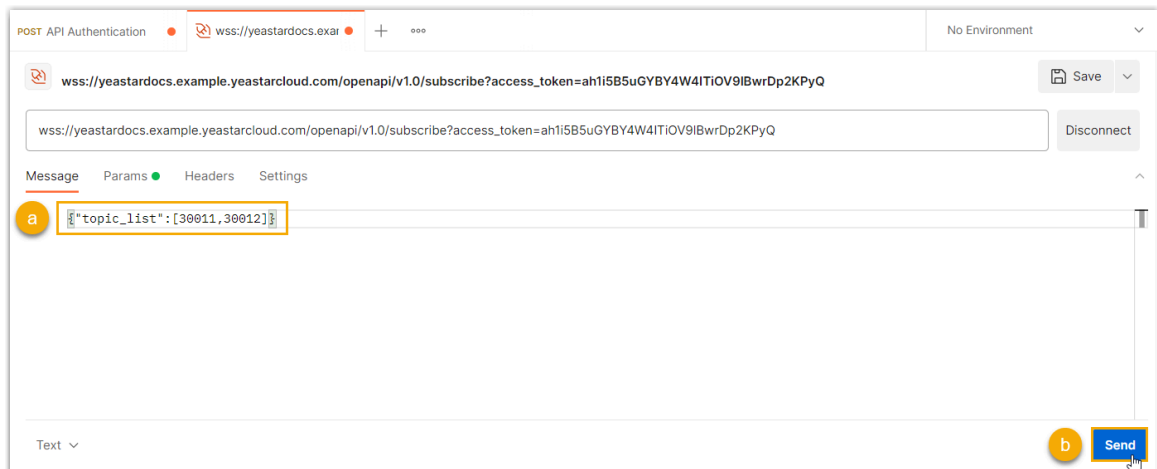 POST API Authentication wss://yeastardocs.exar No Environment
wss://yeastardocs.example.yeastarcloud.com/openapi/v1.0/subscribe?access_token=ah1i5B5uGYBY4W4ITiOV9IBwrDp2KPyQ Save
wss://yeastardocs.example.yeastarcloud.com/openapi/v1.0/subscribe?access_token=ah1i5B5uGYBY4W4ITiOV9IBwrDp2KPyQ Disconnect
Message Params Headers Settings
a {"topic_list":[30011,30012]}
Text b Send